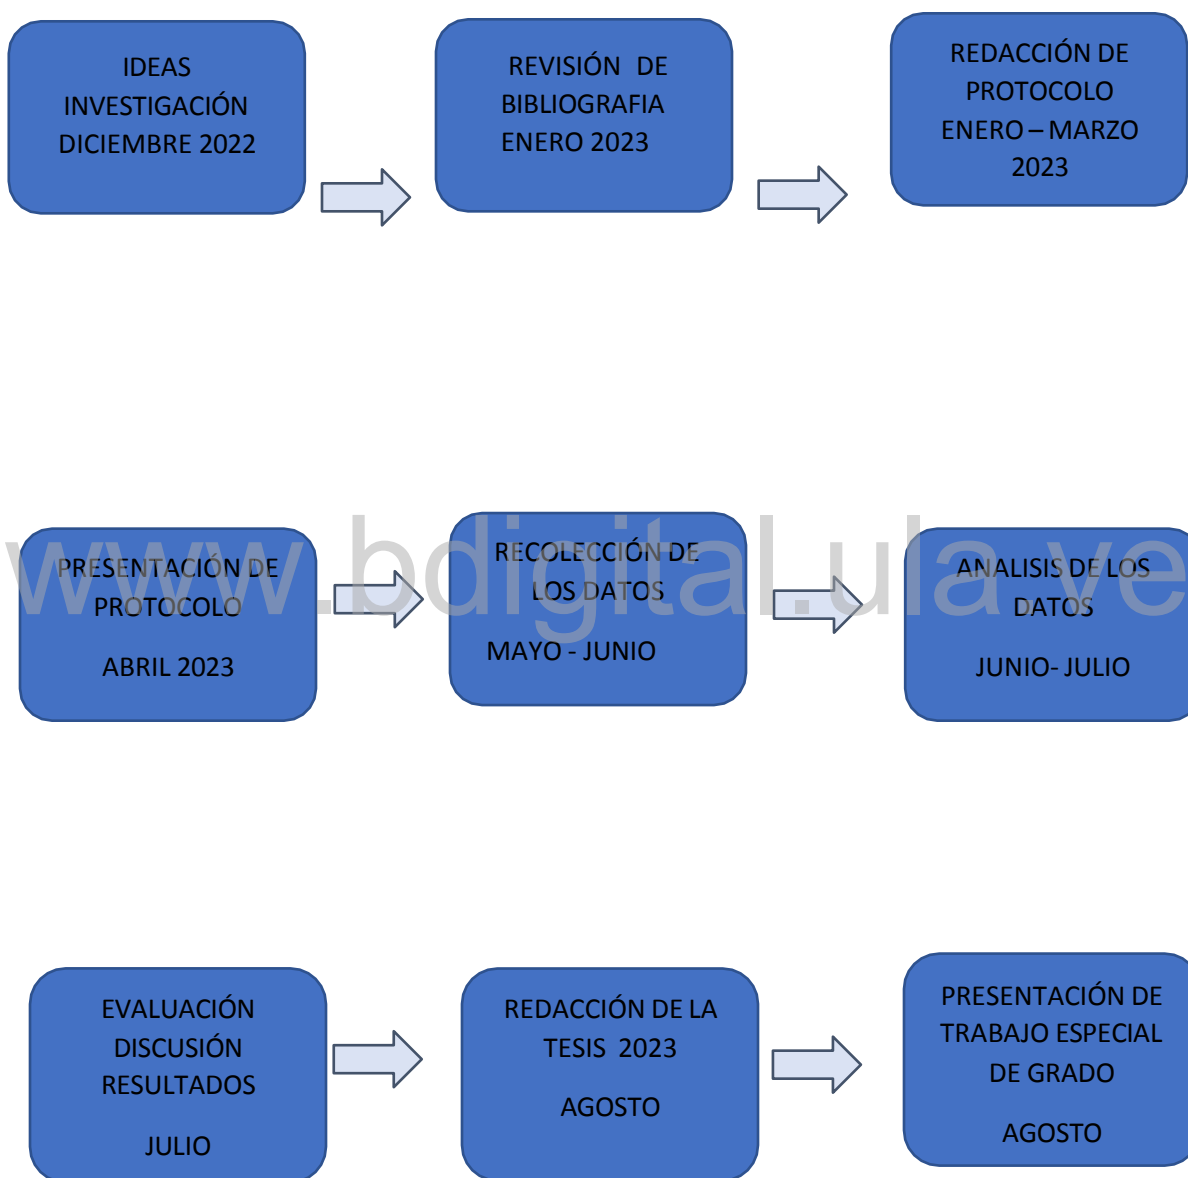 IDEAS
INVESTIGACIÓN
DICIEMBRE 2022
REVISIÓN DE
BIBLIOGRAFIA
ENERO 2023
REDACCIÓN DE
PROTOCOLO
ENERO – MARZO
2023
PRESENTACIÓN DE
PROTOCOLO
ABRIL 2023
RECOLECCIÓN DE
LOS DATOS
MAYO - JUNIO
ANALISIS DE LOS
DATOS
JUNIO- JULIO
www.bdigital.ula.ve
EVALUACIÓN
DISCUSIÓN
RESULTADOS
JULIO
REDACCIÓN DE LA
TESIS 2023
AGOSTO
PRESENTACIÓN DE
TRABAJO ESPECIAL
DE GRADO
AGOSTO